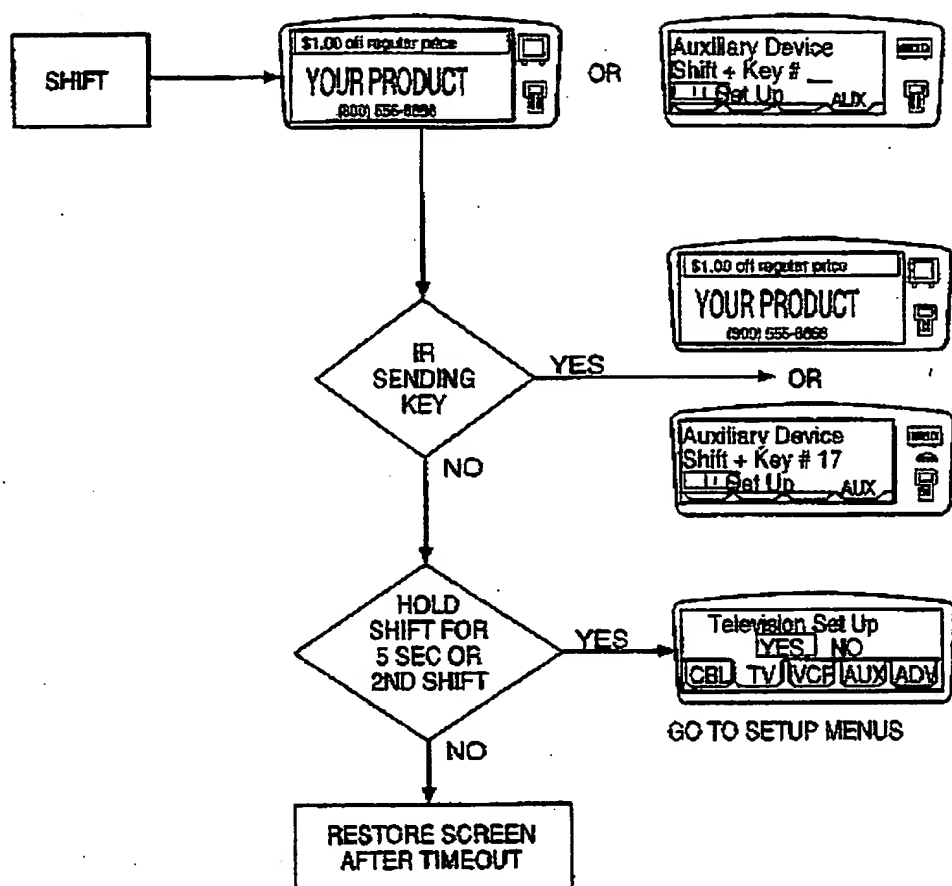 SHIFT
$1.00 off regular price
YOUR PRODUCT
OR
Auxiliary Device
Shift + Key # __
Set Up
AUX
IR
SENDING
KEY
YES
$1.00 off regular price
YOUR PRODUCT
OR
Auxiliary Device
Shift + Key # 17
Set Up
AUX
NO
HOLD
SHIFT FOR
5 SEC OR
2ND SHIFT
YES
Television Set Up
YES NO
CBL TV VCR AUX ADV
GO TO SETUP MENUS
NO
RESTORE SCREEN
AFTER TIMEOUT